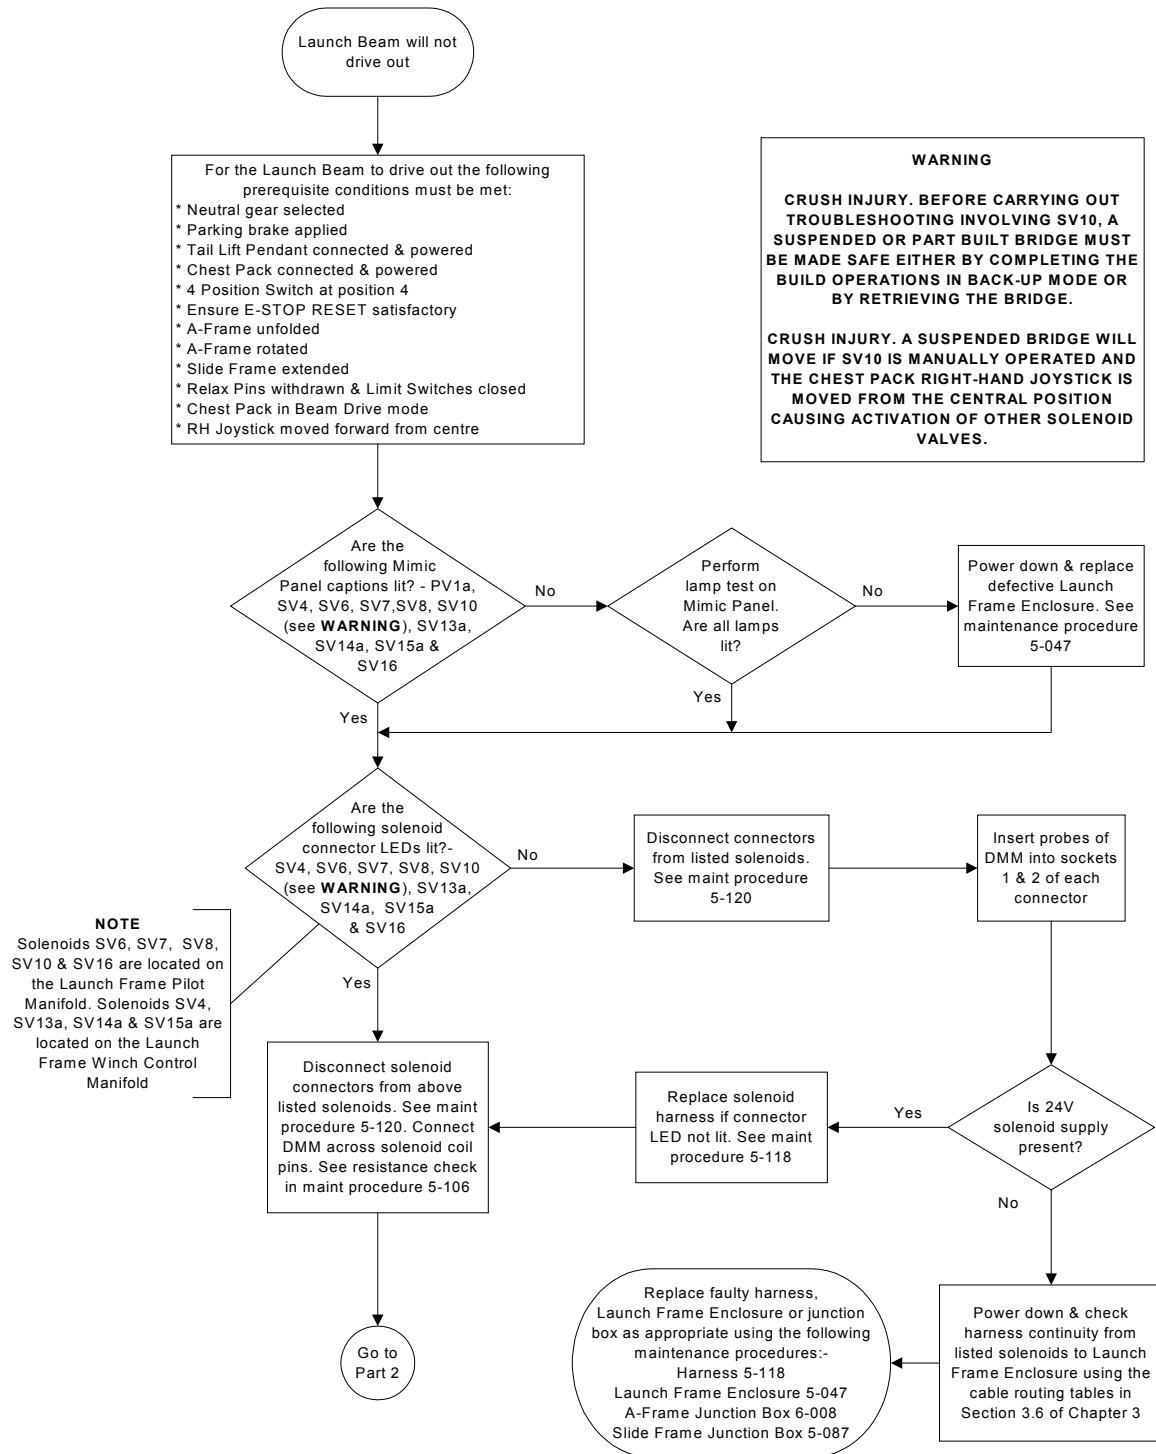 Launch Beam will not
drive out
For the Launch Beam to drive out the following
prerequisite conditions must be met:
* Neutral gear selected
* Parking brake applied
* Tail Lift Pendant connected & powered
* Chest Pack connected & powered
* 4 Position Switch at position 4
* Ensure E-STOP RESET satisfactory
* A-Frame unfolded
* A-Frame rotated
* Slide Frame extended
* Relax Pins withdrawn & Limit Switches closed
* Chest Pack in Beam Drive mode
* RH Joystick moved forward from centre
WARNING
CRUSH INJURY. BEFORE CARRYING OUT
TROUBLESHOOTING INVOLVING SV10, A
SUSPENDED OR PART BUILT BRIDGE MUST
BE MADE SAFE EITHER BY COMPLETING THE
BUILD OPERATIONS IN BACK-UP MODE OR
BY RETRIEVING THE BRIDGE.
CRUSH INJURY. A SUSPENDED BRIDGE WILL
MOVE IF SV10 IS MANUALLY OPERATED AND
THE CHEST PACK RIGHT-HAND JOYSTICK IS
MOVED FROM THE CENTRAL POSITION
CAUSING ACTIVATION OF OTHER SOLENOID
VALVES.
Are the
following Mimic
Panel captions lit? - PV1a,
SV4, SV6, SV7,SV8, SV10
(see WARNING), SV13a,
SV14a, SV15a &
SV16
No
Yes
Perform
lamp test on
Mimic Panel.
Are all lamps
lit?
No
Yes
Power down & replace
defective Launch
Frame Enclosure. See
maintenance procedure
5-047
Are the
following solenoid
connector LEDs lit?-
SV4, SV6, SV7, SV8, SV10
(see WARNING), SV13a,
SV14a, SV15a
& SV16
No
Yes
Disconnect connectors
from listed solenoids.
See maint procedure
5-120
Insert probes of
DMM into sockets
1 & 2 of each
connector
NOTE
Solenoids SV6, SV7, SV8,
SV10 & SV16 are located on
the Launch Frame Pilot
Manifold. Solenoids SV4,
SV13a, SV14a & SV15a are
located on the Launch
Frame Winch Control
Manifold
Disconnect solenoid
connectors from above
listed solenoids. See maint
procedure 5-120. Connect
DMM across solenoid coil
pins. See resistance check
in maint procedure 5-106
Replace solenoid
harness if connector
LED not lit. See maint
procedure 5-118
Yes
Is 24V
solenoid supply
present?
No
Go to
Part 2
Replace faulty harness,
Launch Frame Enclosure or junction
box as appropriate using the following
maintenance procedures:-
Harness 5-118
Launch Frame Enclosure 5-047
A-Frame Junction Box 6-008
Slide Frame Junction Box 5-087
Power down & check
harness continuity from
listed solenoids to Launch
Frame Enclosure using the
cable routing tables in
Section 3.6 of Chapter 3